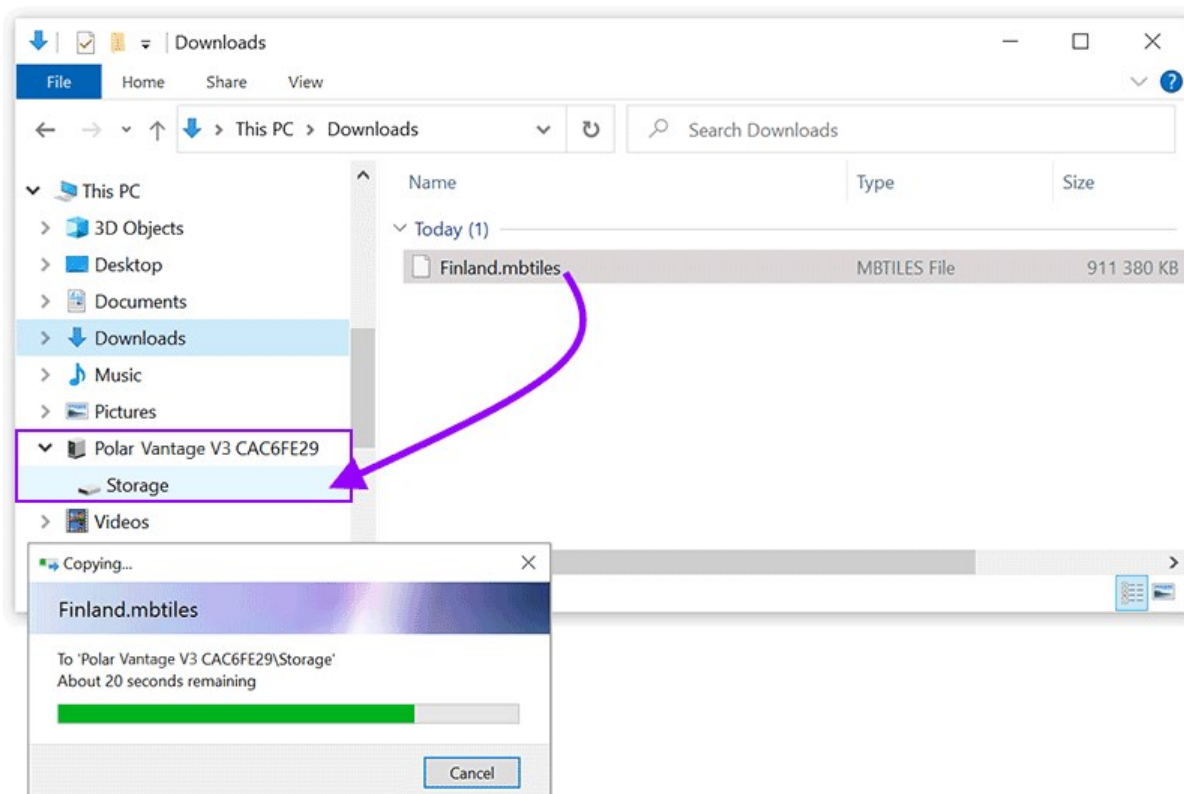 Downloads
File Home Share View
This PC > Downloads
Search Downloads
This PC
3D Objects
Desktop
Documents
Downloads
Music
Pictures
Polar Vantage V3 CAC6FE29
Storage
Videos
Name Type Size
Today (1)
Finland.mbtiles MBTILES File 911 380 KB
Copying...
Finland.mbtiles
To 'Polar Vantage V3 CAC6FE29\Storage'
About 20 seconds remaining
Cancel